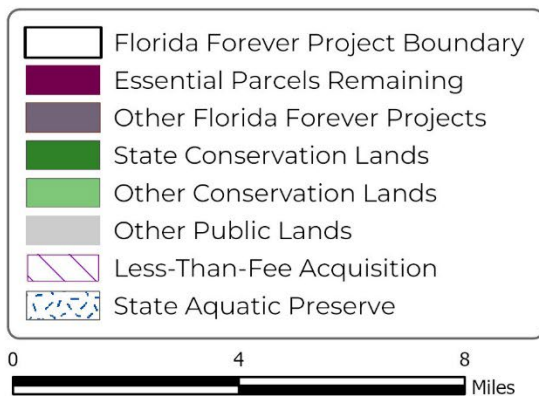 Florida Forever Project Boundary
Essential Parcels Remaining
Other Florida Forever Projects
State Conservation Lands
Other Conservation Lands
Other Public Lands
Less-Than-Fee Acquisition
State Aquatic Preserve
0 4 8
Miles